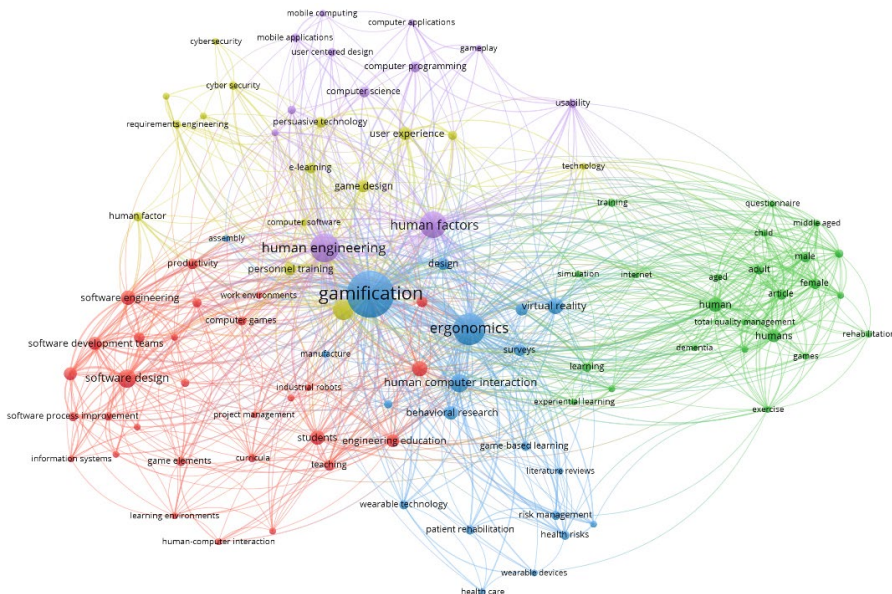 mobile computing
computer applications
mobile applications
cybersecurity
user centered design
gameplay
computer programming
cyber security
computer science
usability
requirements engineering
persuasive technology
user experience
e-learning
technology
game design
training
questionnaire
human factor
computer software
human factors
middle aged
child
assembly
human engineering
male
productivity
personnel training
design
simulation
internet
aged
adult
female
gamification
article
software engineering
work environments
virtual reality
human
computer games
ergonomics
total quality management
rehabilitation
humans
software development teams
manufacture
surveys
dementia
games
software design
learning
human computer interaction
industrial robots
experiential learning
exercise
software process improvement
project management
behavioral research
students
engineering education
game-based learning
information systems
game elements
curricula
teaching
literature reviews
wearable technology
learning environments
risk management
patient rehabilitation
health risks
human-computer interaction
wearable devices
health care